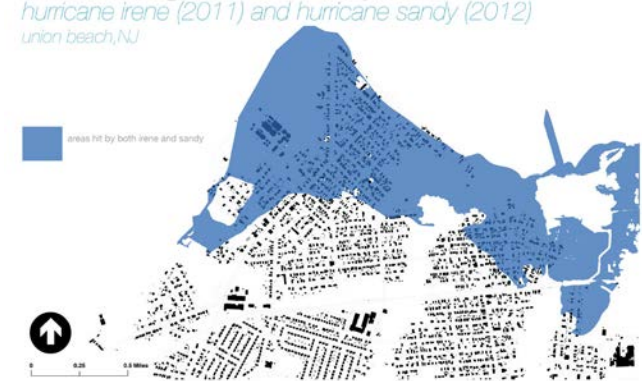 hurricane irene (2011) and hurricane sandy (2012)
union beach,NJ
areas hit by both irene and sandy
0 0.25 0.5 Miles